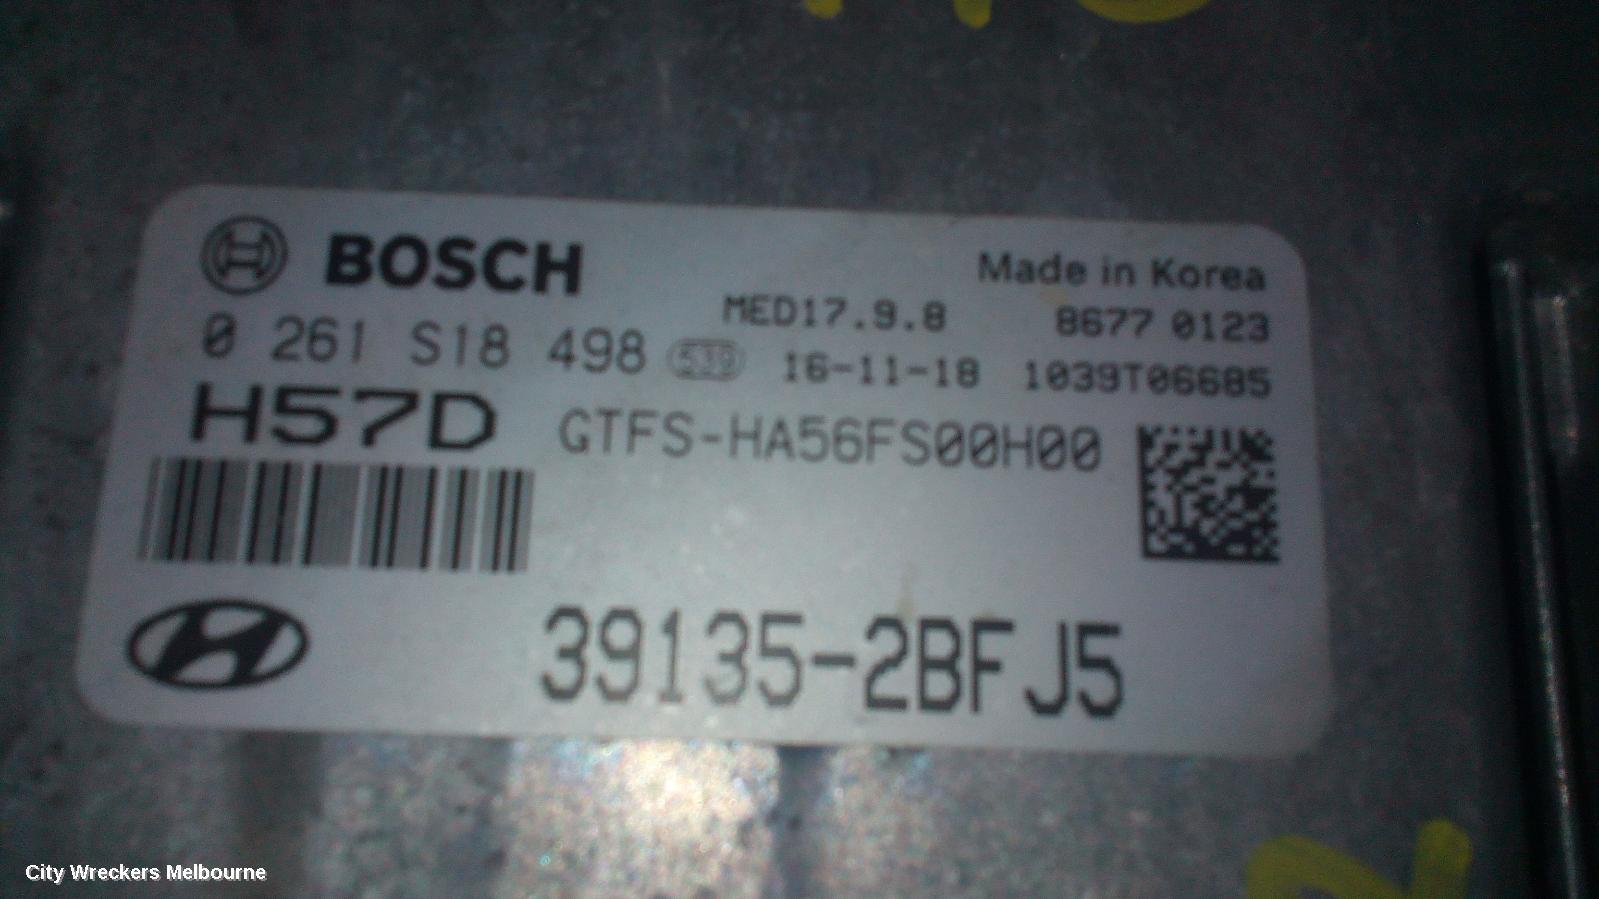 BOSCH
Made in Korea
MED17.9.8 8677 0123
0 261 S18 498 539 16-11-18 1039T06685
H57D GTFS-HA56FS00H00
39135-2BFJ5
City Wreckers Melbourne